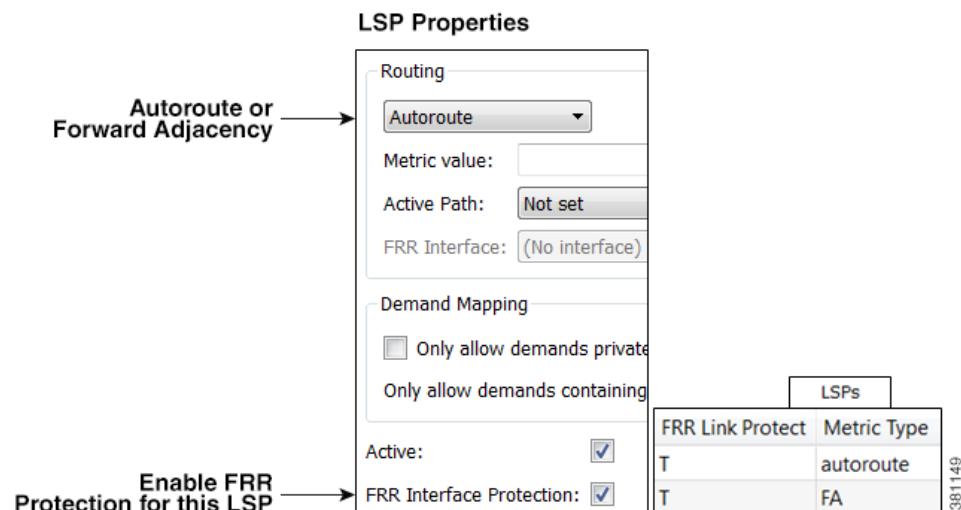 LSP Properties
Routing
Autoroute or
Forward Adjacency
Autoroute
Metric value:
Active Path:
Not set
FRR Interface:
(No interface)
Demand Mapping
Only allow demands private
Only allow demands containing
Active:
Enable FRR
Protection for this LSP
FRR Interface Protection:
LSPs
FRR Link Protect Metric Type
T autoroute
T FA
381149